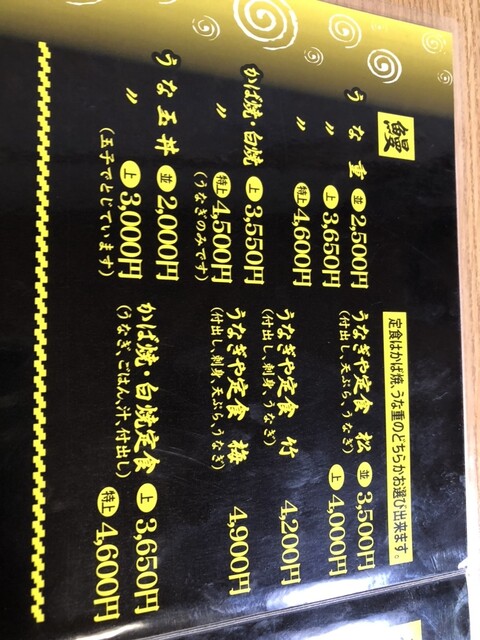 鰻
うな重 並 2,500円
〃 上 3,650円
〃 特上 4,600円
かば焼・白焼 上 3,550円
〃 特上 4,500円
(うなぎのみです)
うな玉丼 並 2,000円
〃 上 3,000円
(玉子でとじています)
定食はかば焼、うな重のどちらかお選び出来ます。
うなぎや定食 松 並 3,500円
(付出し、天ぷら、うなぎ) 上 4,000円
うなぎや定食 竹 4,200円
(付出し、刺身、うなぎ)
うなぎや定食 梅 4,900円
(付出し、刺身、天ぷら、うなぎ)
かば焼・白焼定食 上 3,650円
(うなぎ、ごはん、汁、付出し) 特上 4,600円